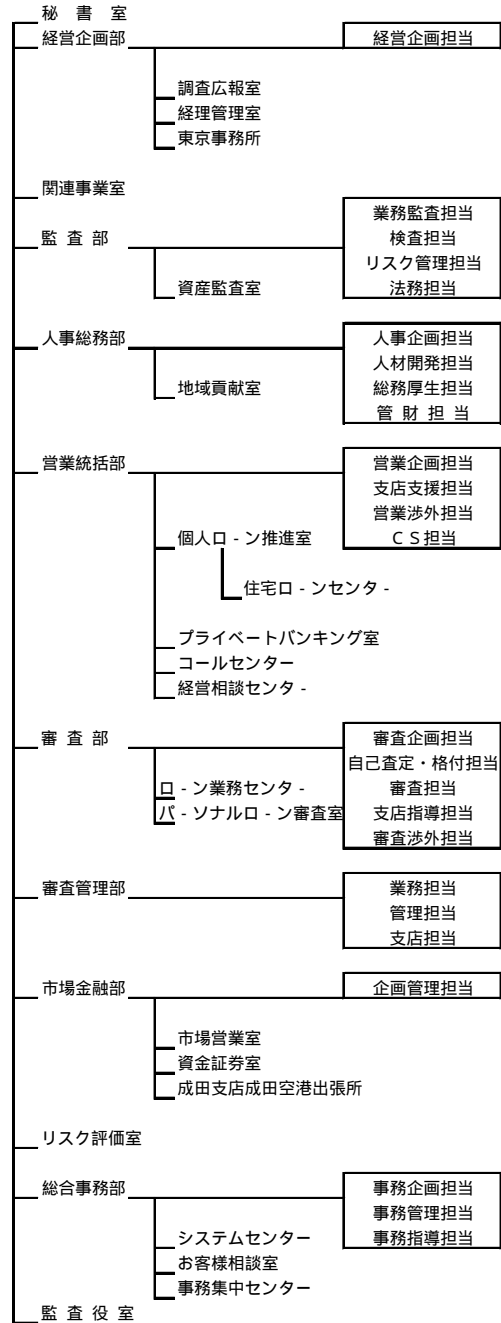 秘 書 室
経営企画部 経営企画担当
調査広報室
経理管理室
東京事務所
関連事業室
業務監査担当
監 査 部 検査担当
リスク管理担当
資産監査室 法務担当
人事総務部 人事企画担当
人材開発担当
地域貢献室 総務厚生担当
管 財 担 当
営業統括部 営業企画担当
支店支援担当
営業渉外担当
個人ロ - ン推進室 CS担当
住宅ロ - ンセンタ -
プライベートバンキング室
コールセンター
経営相談センタ -
審 査 部 審査企画担当
自己査定・格付担当
ロ - ン業務センタ - 審査担当
パ - ソナルロ - ン審査室 支店指導担当
審査渉外担当
審査管理部 業務担当
管理担当
支店担当
市場金融部 企画管理担当
市場営業室
資金証券室
成田支店成田空港出張所
リスク評価室
総合事務部 事務企画担当
事務管理担当
システムセンター 事務指導担当
お客様相談室
事務集中センター
監 査 役 室